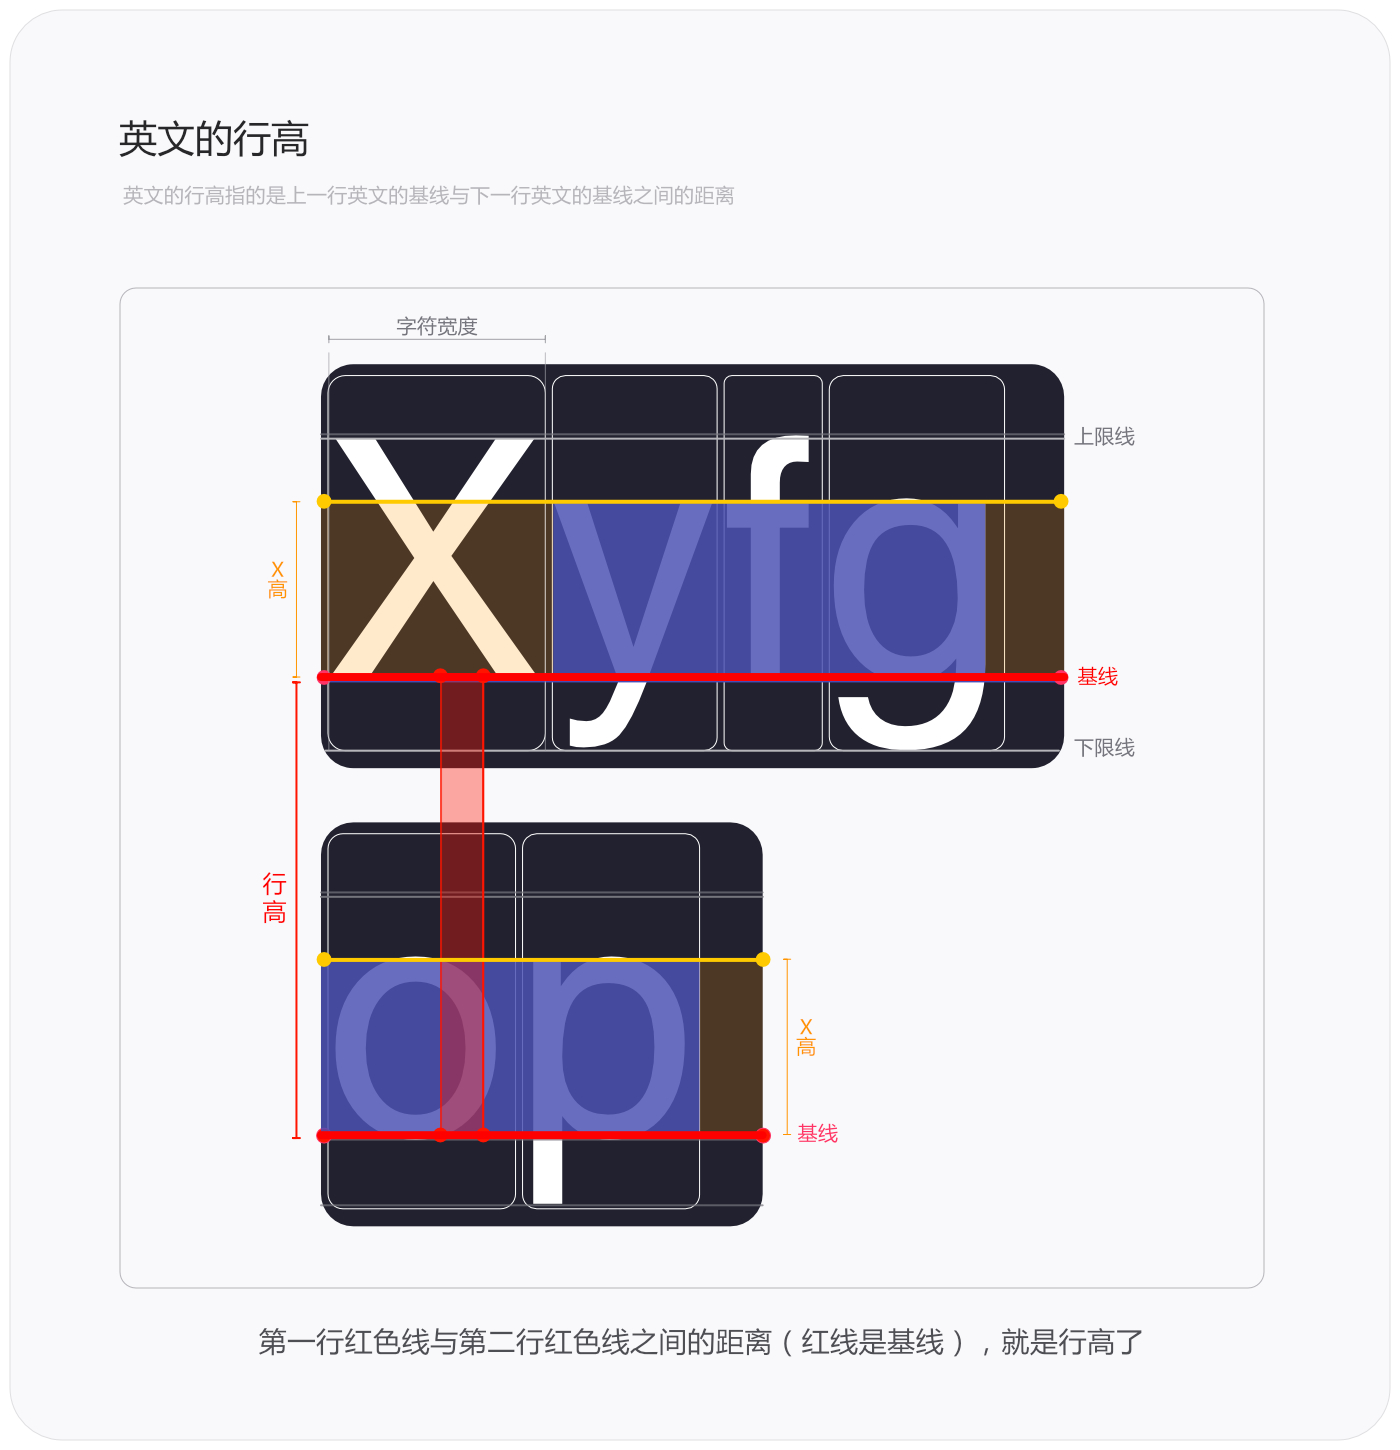 英文的行高
英文的行高指的是上一行英文的基线与下一行英文的基线之间的距离
字符宽度
Xyfg
上限线
X
高
基线
下限线
行
高
op
X
高
基线
第一行红色线与第二行红色线之间的距离（红线是基线），就是行高了